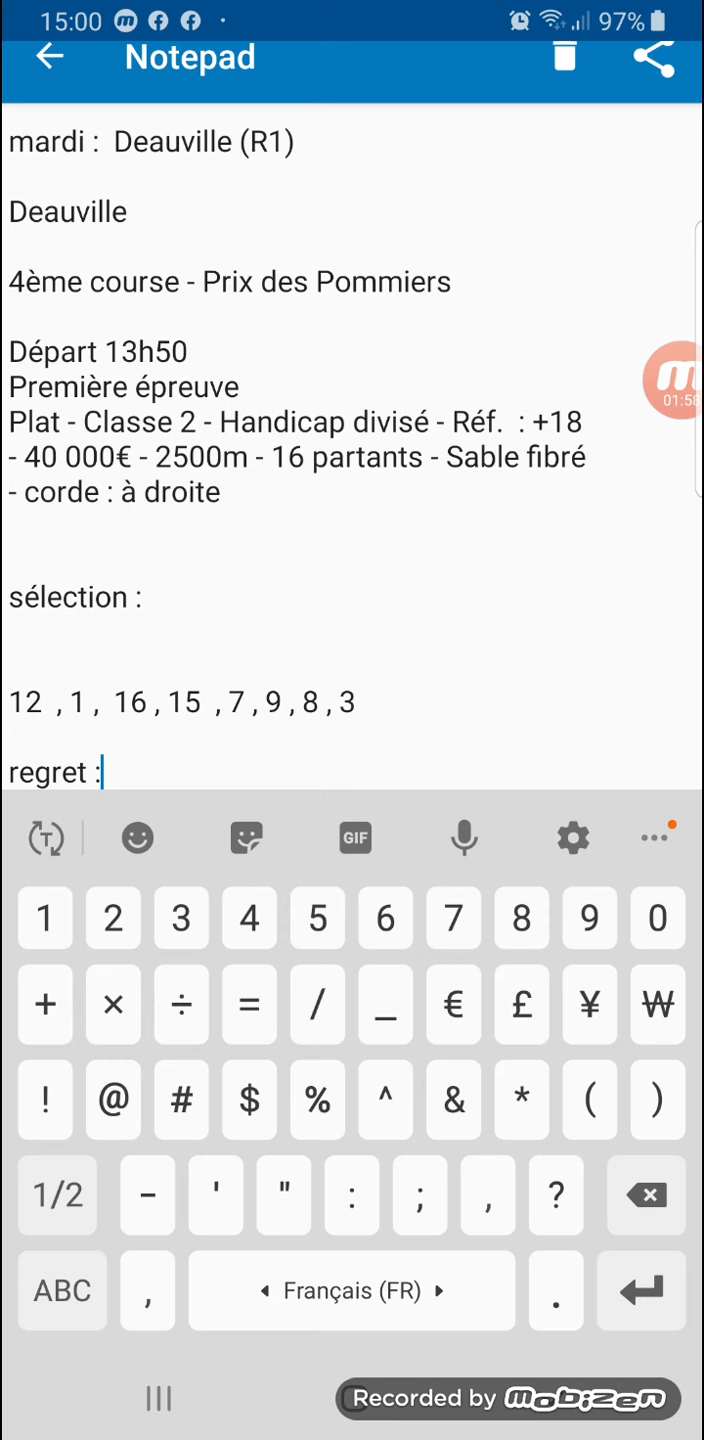 15:00 97%
Notepad
mardi : Deauville (R1)
Deauville
4ème course - Prix des Pommiers
Départ 13h50
Première épreuve
Plat - Classe 2 - Handicap divisé - Réf. : +18
- 40 000€ - 2500m - 16 partants - Sable fibré
- corde : à droite
01:58
sélection :
12 , 1 , 16 , 15 , 7 , 9 , 8 , 3
regret :
T GIF
1 2 3 4 5 6 7 8 9 0
+ × ÷ = / _ € £ ¥ ₩
! @ # $ % ^ & * ( )
1/2 - ' " : ; , ?
ABC , Français (FR) .
Recorded by mobizen